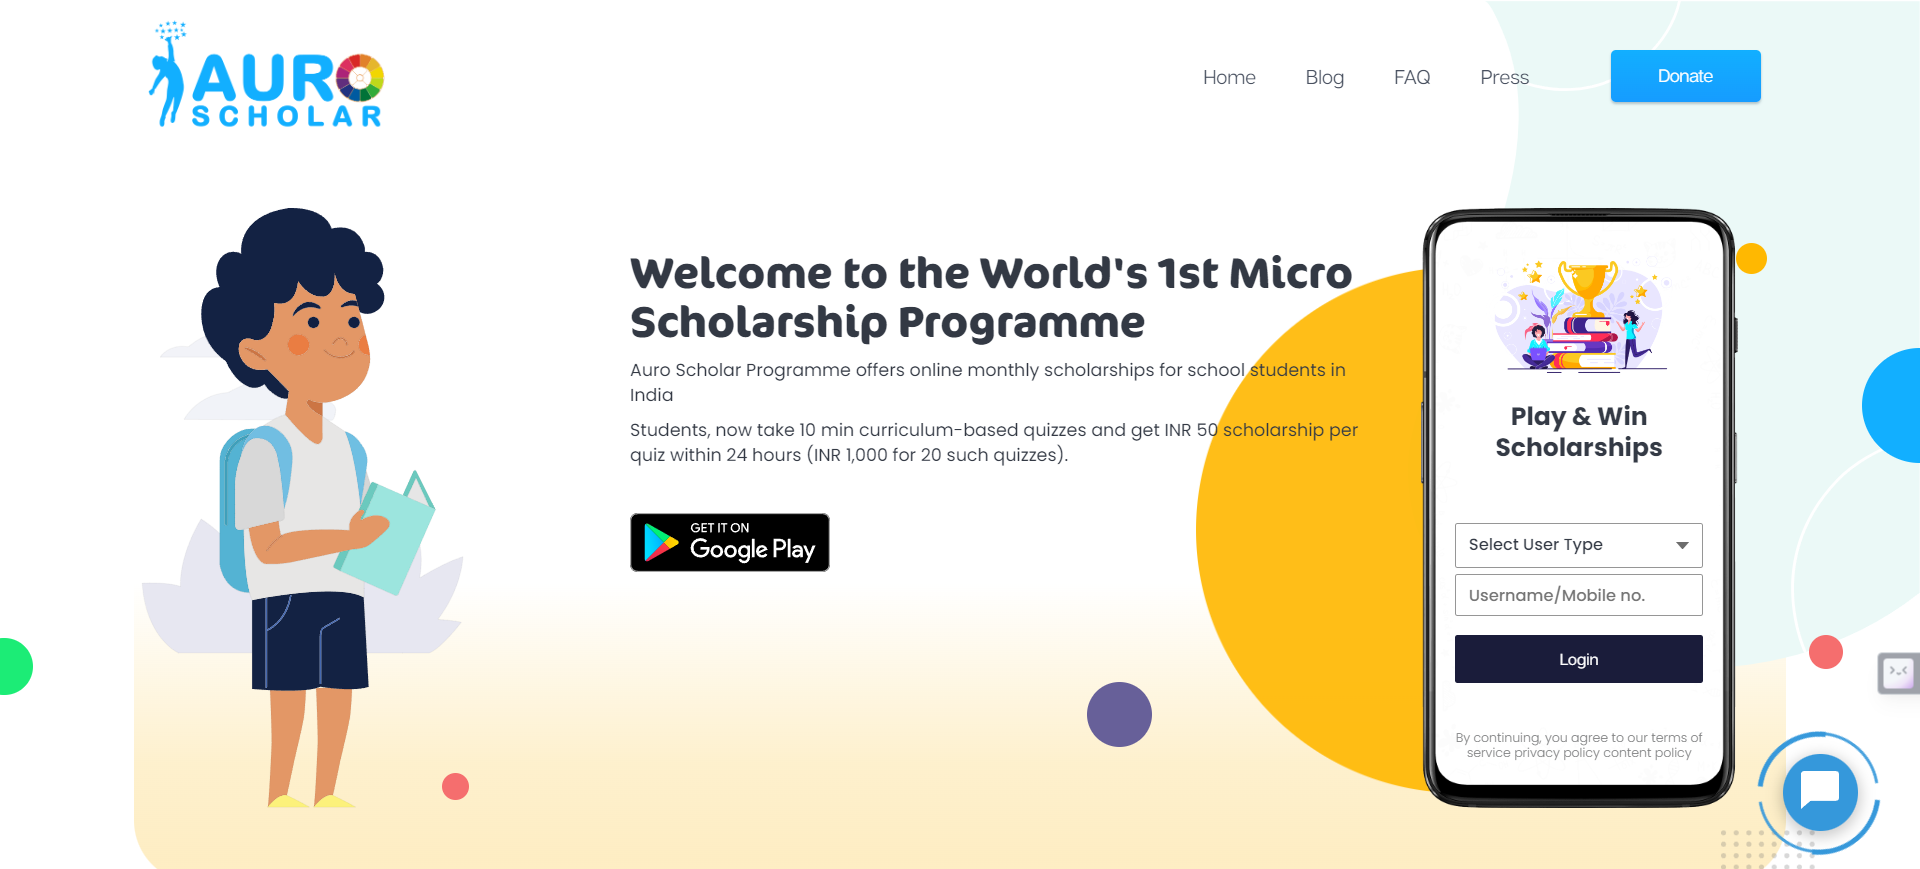 AURO
SCHOLAR
Home Blog FAQ Press Donate
Welcome to the World's 1st Micro
Scholarship Programme
Auro Scholar Programme offers online monthly scholarships for school students in
India
Students, now take 10 min curriculum-based quizzes and get INR 50 scholarship per
quiz within 24 hours (INR 1,000 for 20 such quizzes).
GET IT ON
Google Play
Play & Win
Scholarships
Select User Type
Username/Mobile no.
Login
By continuing, you agree to our terms of
service privacy policy content policy